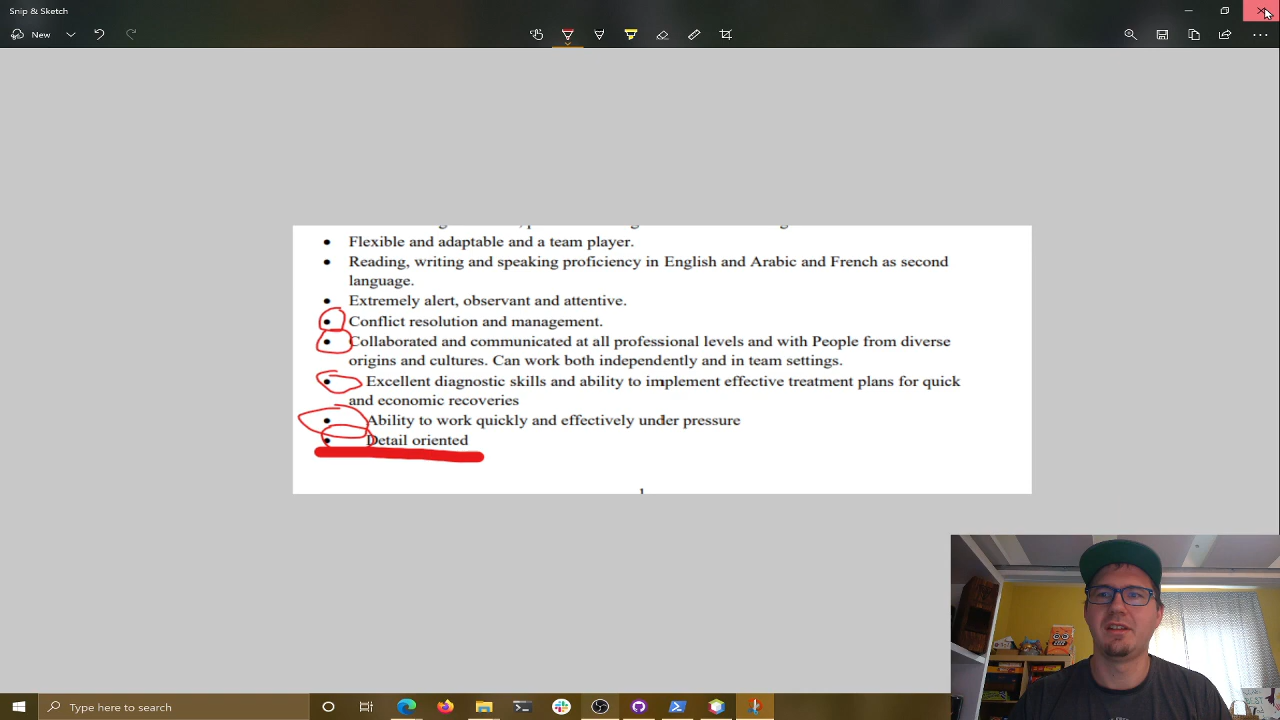 Snip & Sketch
New
Flexible and adaptable and a team player.
Reading, writing and speaking proficiency in English and Arabic and French as second
language.
Extremely alert, observant and attentive.
Conflict resolution and management.
Collaborated and communicated at all professional levels and with People from diverse
origins and cultures. Can work both independently and in team settings.
Excellent diagnostic skills and ability to implement effective treatment plans for quick
and economic recoveries
Ability to work quickly and effectively under pressure
Detail oriented
Type here to search